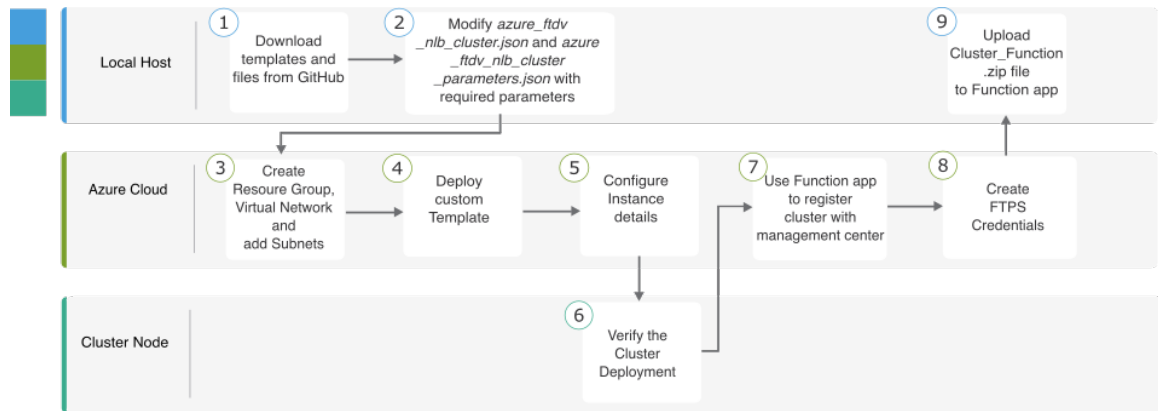 Local Host
1
Download
templates and
files from GitHub
2
Modify azure_ftdv
_nlb_cluster.json and azure
_ftdv_nlb_cluster
_parameters.json with
required parameters
9
Upload
Cluster_Function
.zip file
to Function app
Azure Cloud
3
Create
Resoure Group,
Virtual Network
and
add Subnets
4
Deploy
custom
Template
5
Configure
Instance
details
7
Use Function app
to register
cluster with
management center
8
Create
FTPS
Credentials
Cluster Node
6
Verify the
Cluster
Deployment